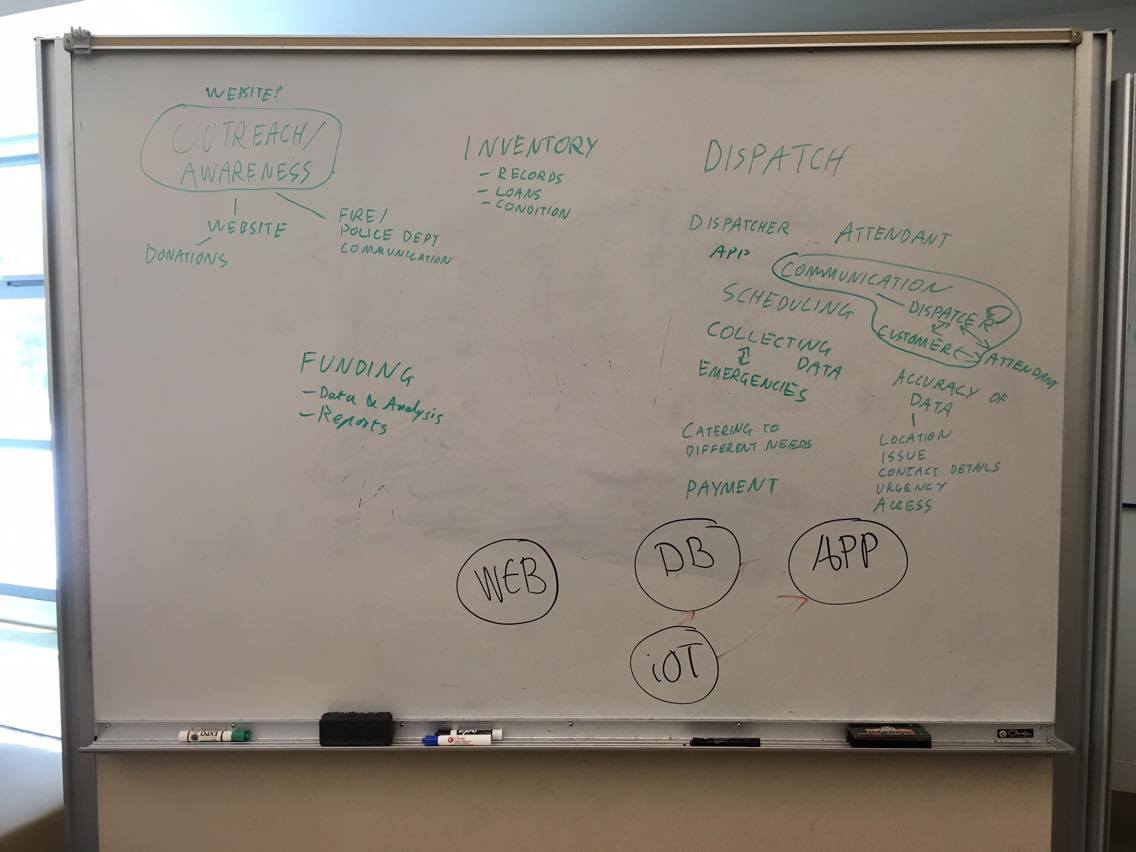 WEBSITE?
OUTREACH/
AWARENESS
WEBSITE
DONATIONS
FIRE/
POLICE DEPT
COMMUNICATION
INVENTORY
- RECORDS
- LOANS
- CONDITION
FUNDING
- Data & Analysis
- Reports
DISPATCH
DISPATCHER
APP
ATTENDANT
COMMUNICATION
DISPATCER
CUSTOMER
ATTENDANT
SCHEDULING
COLLECTING
DATA
EMERGENCIES
CATERING TO
DIFFERENT NEEDS
PAYMENT
ACCURACY OF
DATA
LOCATION
ISSUE
CONTACT DETAILS
URGENCY
ACCESS
WEB
DB
APP
iOT
EXPO